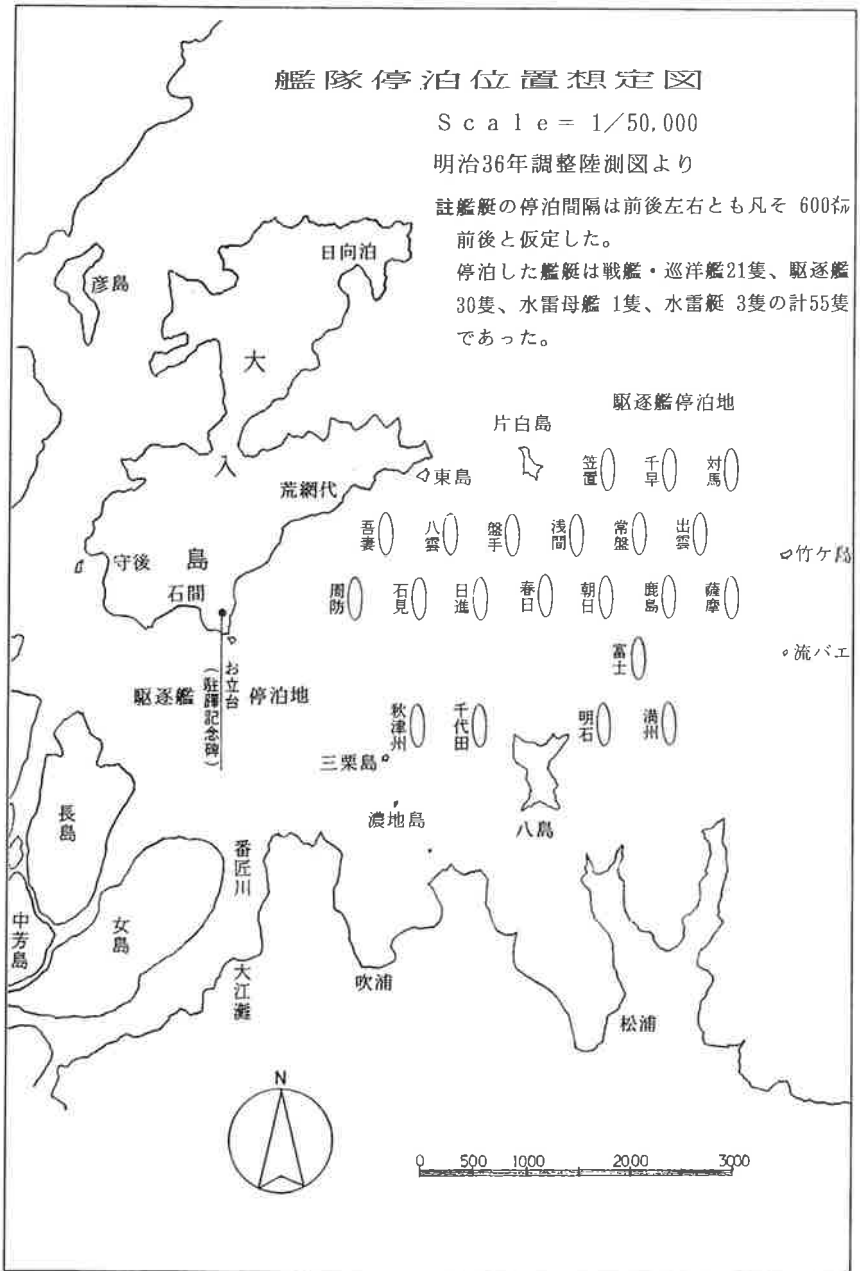 艦隊停泊位置想定図
Scale= 1/50,000
明治36年調整陸測図より
註艦艇の停泊間隔は前後左右とも凡そ 600㍍
前後と仮定した。
停泊した艦艇は戦艦・巡洋艦21隻、駆逐艦
30隻、水雷母艦 1隻、水雷艇 3隻の計55隻
であった。
日向泊
彦島
大
入
島
駆逐艦停泊地
片白島
笠置
千早
対馬
東島
荒網代
吾妻
八雲
盤手
浅間
常盤
出雲
竹ケ島
守後
石間
周防
石見
日進
春日
朝日
鹿島
薩摩
富士
流バエ
お立台
(駐蹕記念碑)
駆逐艦 停泊地
秋津州
千代田
明石
満州
三栗島
濃地島
八島
長島
番匠川
中芳島
女島
大江灘
吹浦
松浦
N
0 500 1000 2000 3000